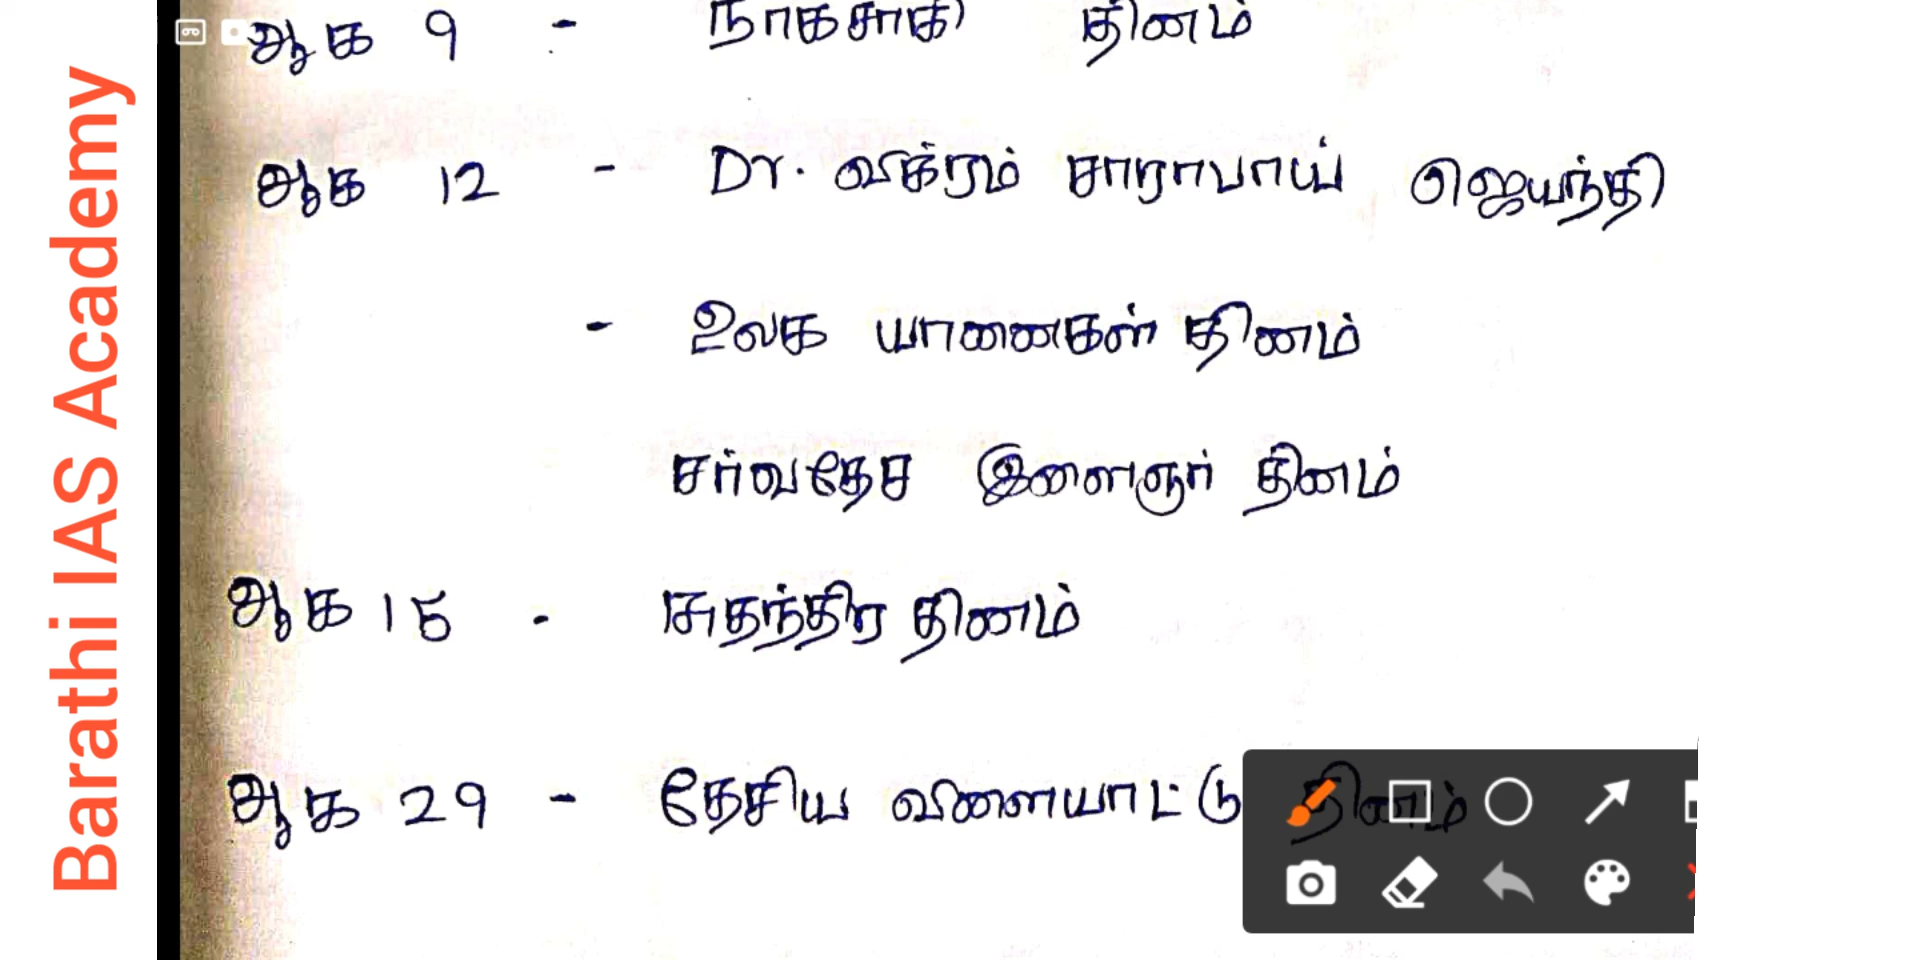 Barathi IAS Academy
ஆக 9 - நாகசாகி தினம்
ஆக 12 - Dr. விக்ரம் சாராபாய் ஜெயந்தி
- உலக யானைகள் தினம்
சர்வதேச இளைஞர் தினம்
ஆக 15 - சுதந்திர தினம்
ஆக 29 - தேசிய விளையாட்டு தினம்